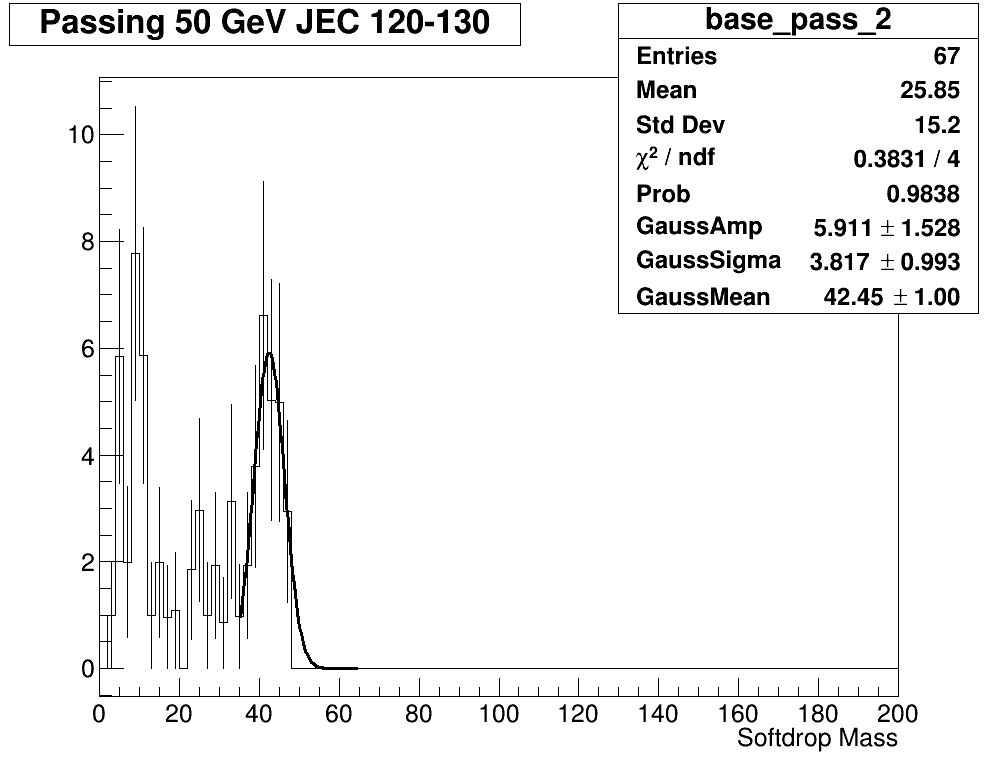 Passing 50 GeV JEC 120-130
base_pass_2
Entries 67
Mean 25.85
Std Dev 15.2
χ² / ndf 0.3831 / 4
Prob 0.9838
GaussAmp 5.911 ± 1.528
GaussSigma 3.817 ± 0.993
GaussMean 42.45 ± 1.00
10
8
6
4
2
0
0 20 40 60 80 100 120 140 160 180 200
Softdrop Mass